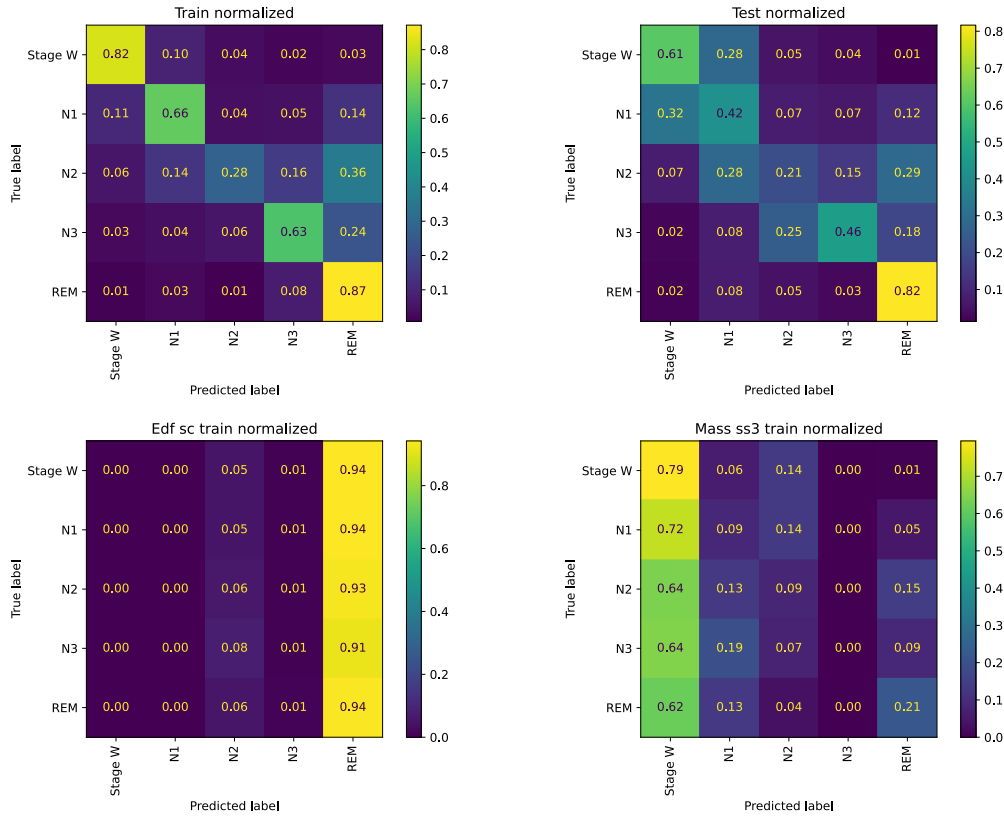 Train normalized
True label
Stage W 0.82 0.10 0.04 0.02 0.03
N1 0.11 0.66 0.04 0.05 0.14
N2 0.06 0.14 0.28 0.16 0.36
N3 0.03 0.04 0.06 0.63 0.24
REM 0.01 0.03 0.01 0.08 0.87
Stage W N1 N2 N3 REM
Predicted label
0.8
0.7
0.6
0.5
0.4
0.3
0.2
0.1
Test normalized
True label
Stage W 0.61 0.28 0.05 0.04 0.01
N1 0.32 0.42 0.07 0.07 0.12
N2 0.07 0.28 0.21 0.15 0.29
N3 0.02 0.08 0.25 0.46 0.18
REM 0.02 0.08 0.05 0.03 0.82
Stage W N1 N2 N3 REM
Predicted label
0.8
0.7
0.6
0.5
0.4
0.3
0.2
0.1
Edf sc train normalized
True label
Stage W 0.00 0.00 0.05 0.01 0.94
N1 0.00 0.00 0.05 0.01 0.94
N2 0.00 0.00 0.06 0.01 0.93
N3 0.00 0.00 0.08 0.01 0.91
REM 0.00 0.00 0.06 0.01 0.94
Stage W N1 N2 N3 REM
Predicted label
0.8
0.6
0.4
0.2
0.0
Mass ss3 train normalized
True label
Stage W 0.79 0.06 0.14 0.00 0.01
N1 0.72 0.09 0.14 0.00 0.05
N2 0.64 0.13 0.09 0.00 0.15
N3 0.64 0.19 0.07 0.00 0.09
REM 0.62 0.13 0.04 0.00 0.21
Stage W N1 N2 N3 REM
Predicted label
0.7
0.6
0.5
0.4
0.3
0.2
0.1
0.0